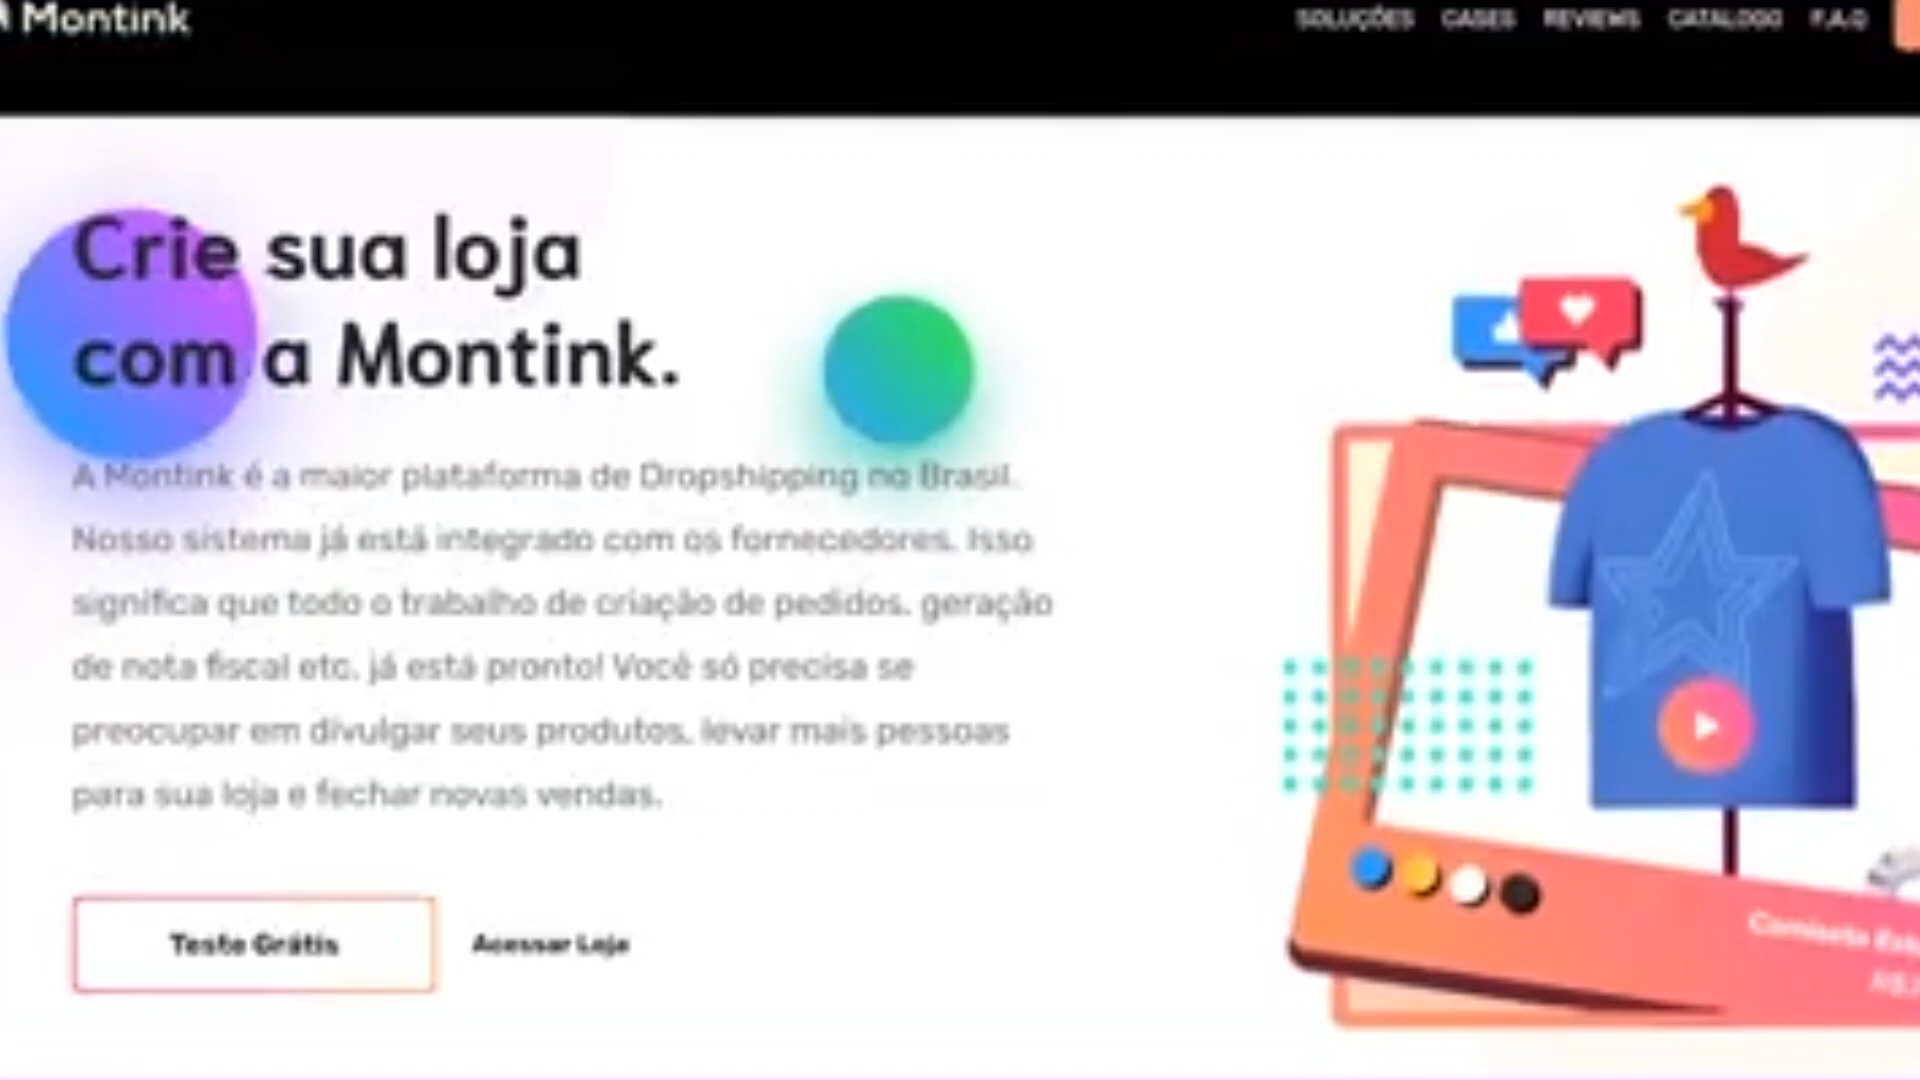 Montink
SOLUÇÕES CASES REVIEWS CATALOGO F.A.Q
Crie sua loja
com a Montink.
A Montink é a maior plataforma de Dropshipping no Brasil.
Nosso sistema já está integrado com os fornecedores. Isso
significa que todo o trabalho de criação de pedidos, geração
de nota fiscal etc. já está pronto! Você só precisa se
preocupar em divulgar seus produtos, levar mais pessoas
para sua loja e fechar novas vendas.
Teste Grátis
Acessar Loja
Camiseta